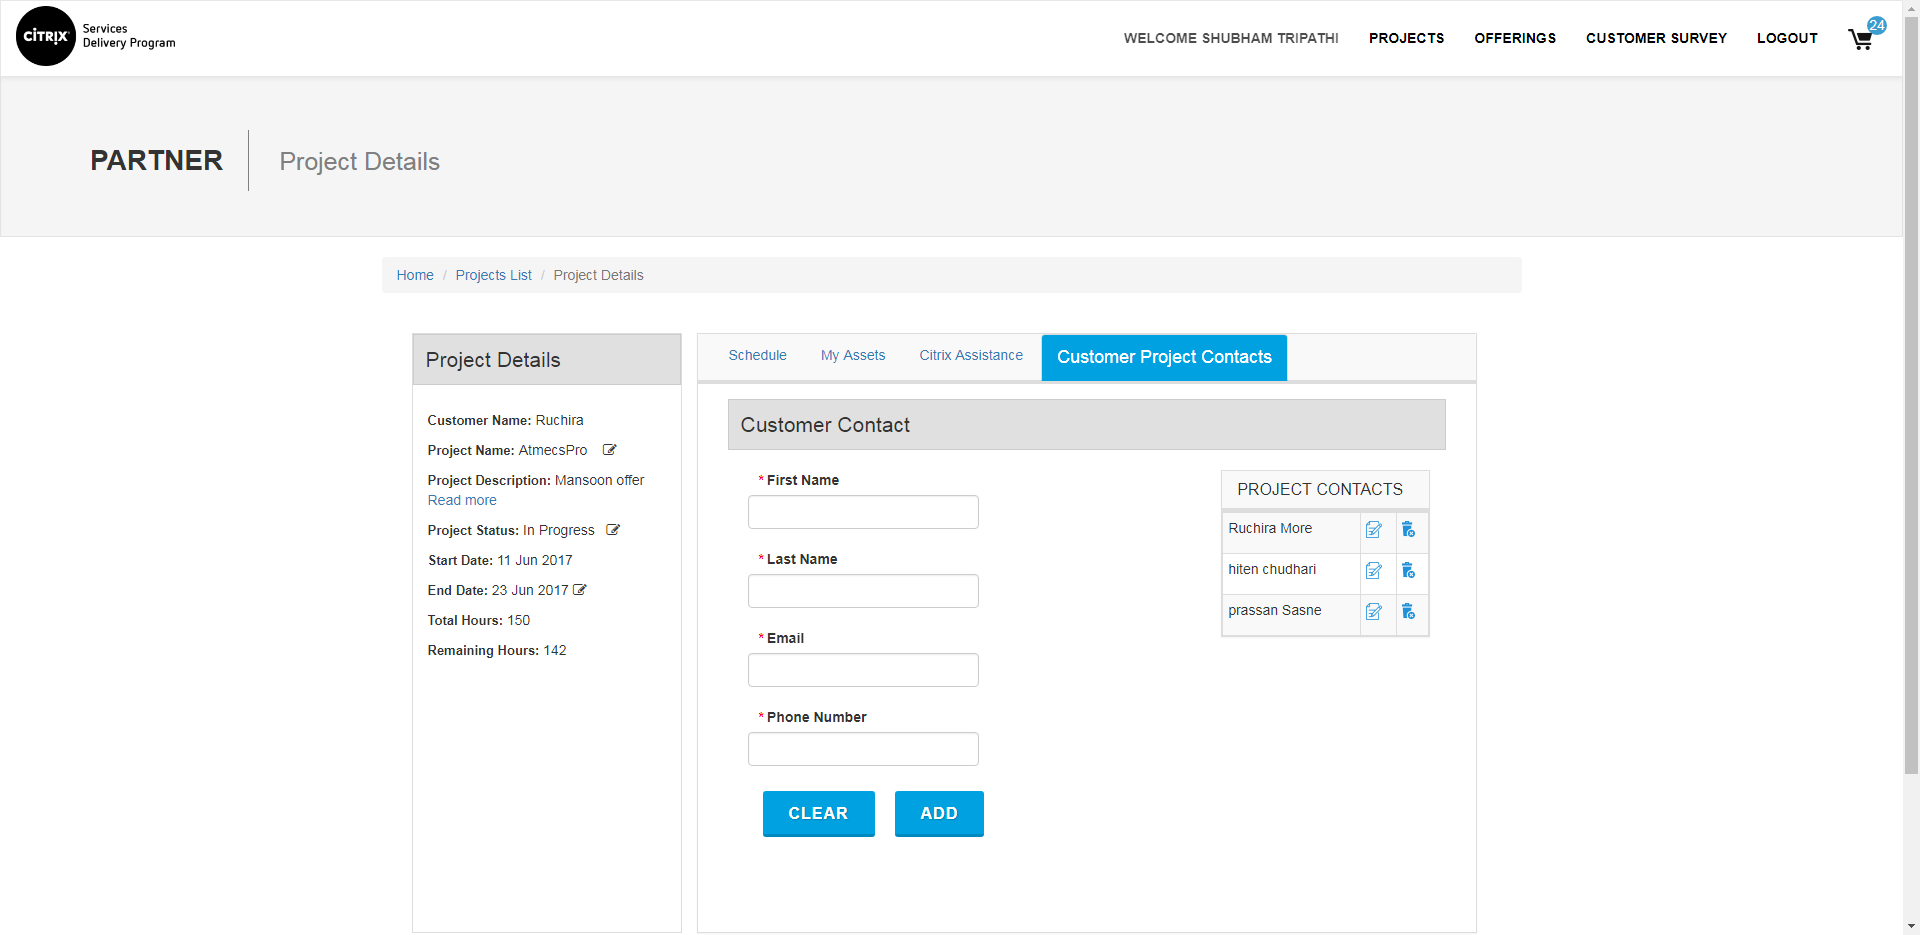 CİTRIX
Services
Delivery Program
WELCOME SHUBHAM TRIPATHI
PROJECTS
OFFERINGS
CUSTOMER SURVEY
LOGOUT
24
PARTNER
Project Details
Home / Projects List / Project Details
Project Details
Customer Name: Ruchira
Project Name: AtmecsPro
Project Description: Mansoon offer
Read more
Project Status: In Progress
Start Date: 11 Jun 2017
End Date: 23 Jun 2017
Total Hours: 150
Remaining Hours: 142
Schedule
My Assets
Citrix Assistance
Customer Project Contacts
Customer Contact
* First Name
* Last Name
* Email
* Phone Number
CLEAR
ADD
PROJECT CONTACTS
Ruchira More
hiten chudhari
prassan Sasne